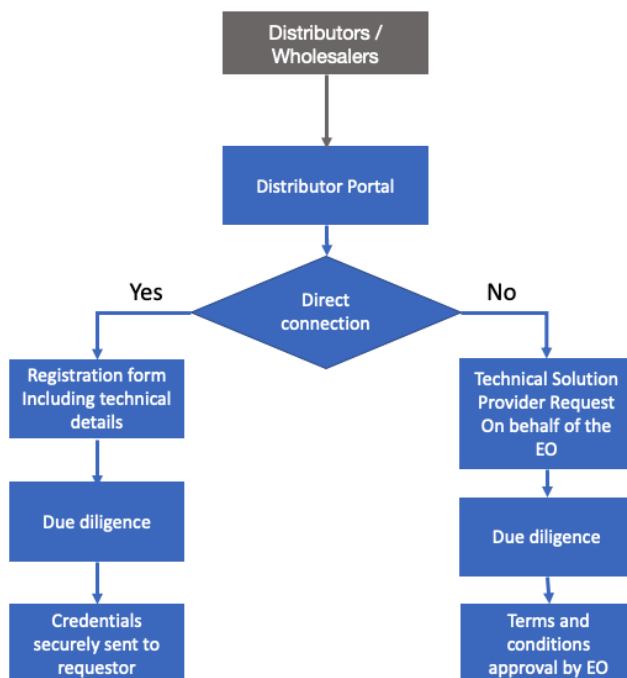 Distributors /
Wholesalers
Distributor Portal
Yes
No
Direct
connection
Registration form
Including technical
details
Technical Solution
Provider Request
On behalf of the
EO
Due diligence
Due diligence
Credentials
securely sent to
requestor
Terms and
conditions
approval by EO